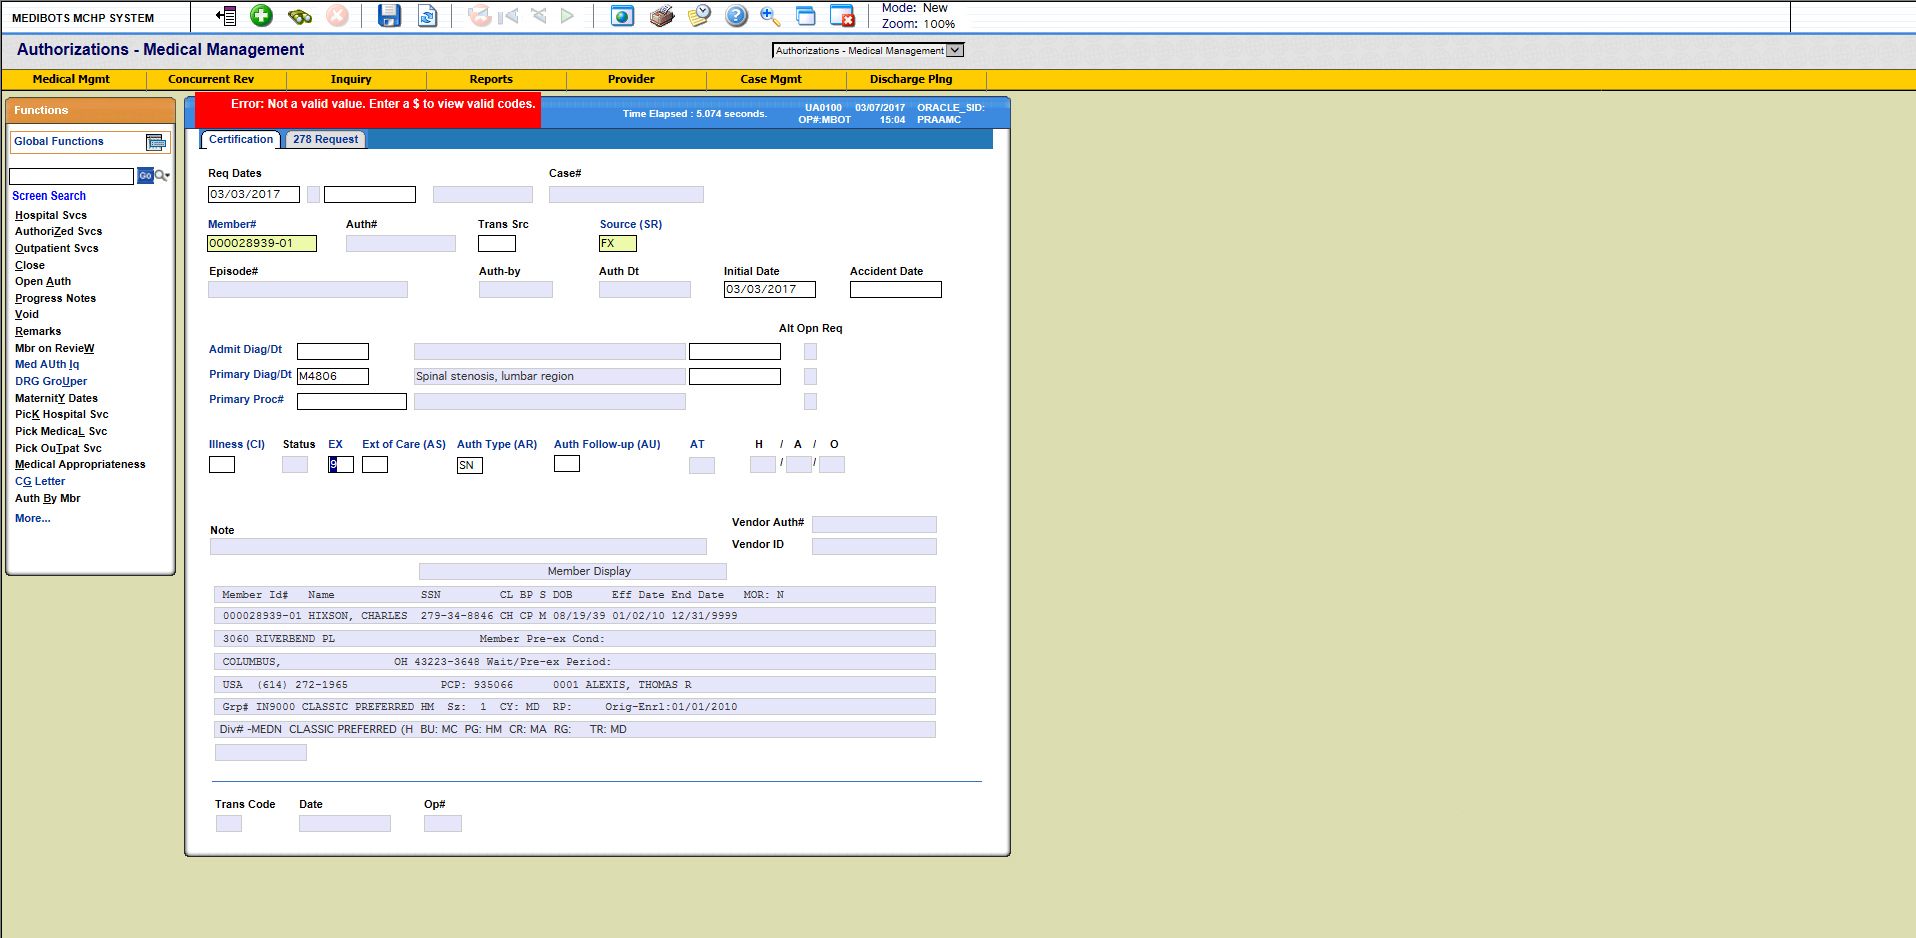 MEDIBOTS MCHP SYSTEM
Mode: New
Zoom: 100%
Authorizations - Medical Management
Authorizations - Medical Management
Medical Mgmt Concurrent Rev Inquiry Reports Provider Case Mgmt Discharge Plng
Functions
Global Functions
Go
Screen Search
Hospital Svcs
AuthoriZed Svcs
Outpatient Svcs
Close
Open Auth
Progress Notes
Void
Remarks
Mbr on RevieW
Med AUth Iq
DRG GroUper
MaternitY Dates
PicK Hospital Svc
Pick MedicaL Svc
Pick OuTpat Svc
Medical Appropriateness
CG Letter
Auth By Mbr
More...
Error: Not a valid value. Enter a $ to view valid codes.
Time Elapsed : 5.074 seconds.
UA0100 03/07/2017 ORACLE_SID:
OP#:MBOT 15:04 PRAAMC
Certification 278 Request
Req Dates Case#
03/03/2017
Member# Auth# Trans Src Source (SR)
000028939-01 FX
Episode# Auth-by Auth Dt Initial Date Accident Date
03/03/2017
Alt Opn Req
Admit Diag/Dt
Primary Diag/Dt M4806 Spinal stenosis, lumbar region
Primary Proc#
Illness (CI) Status EX Ext of Care (AS) Auth Type (AR) Auth Follow-up (AU) AT H / A / O
9 SN / /
Note
Vendor Auth#
Vendor ID
Member Display
Member Id# Name SSN CL BP S DOB Eff Date End Date MOR: N
000028939-01 HIXSON, CHARLES 279-34-8846 CH CP M 08/19/39 01/02/10 12/31/9999
3060 RIVERBEND PL Member Pre-ex Cond:
COLUMBUS, OH 43223-3648 Wait/Pre-ex Period:
USA (614) 272-1965 PCP: 935066 0001 ALEXIS, THOMAS R
Grp# IN9000 CLASSIC PREFERRED HM Sz: 1 CY: MD RP: Orig-Enrl:01/01/2010
Div# -MEDN CLASSIC PREFERRED (H BU: MC PG: HM CR: MA RG: TR: MD
Trans Code Date Op#